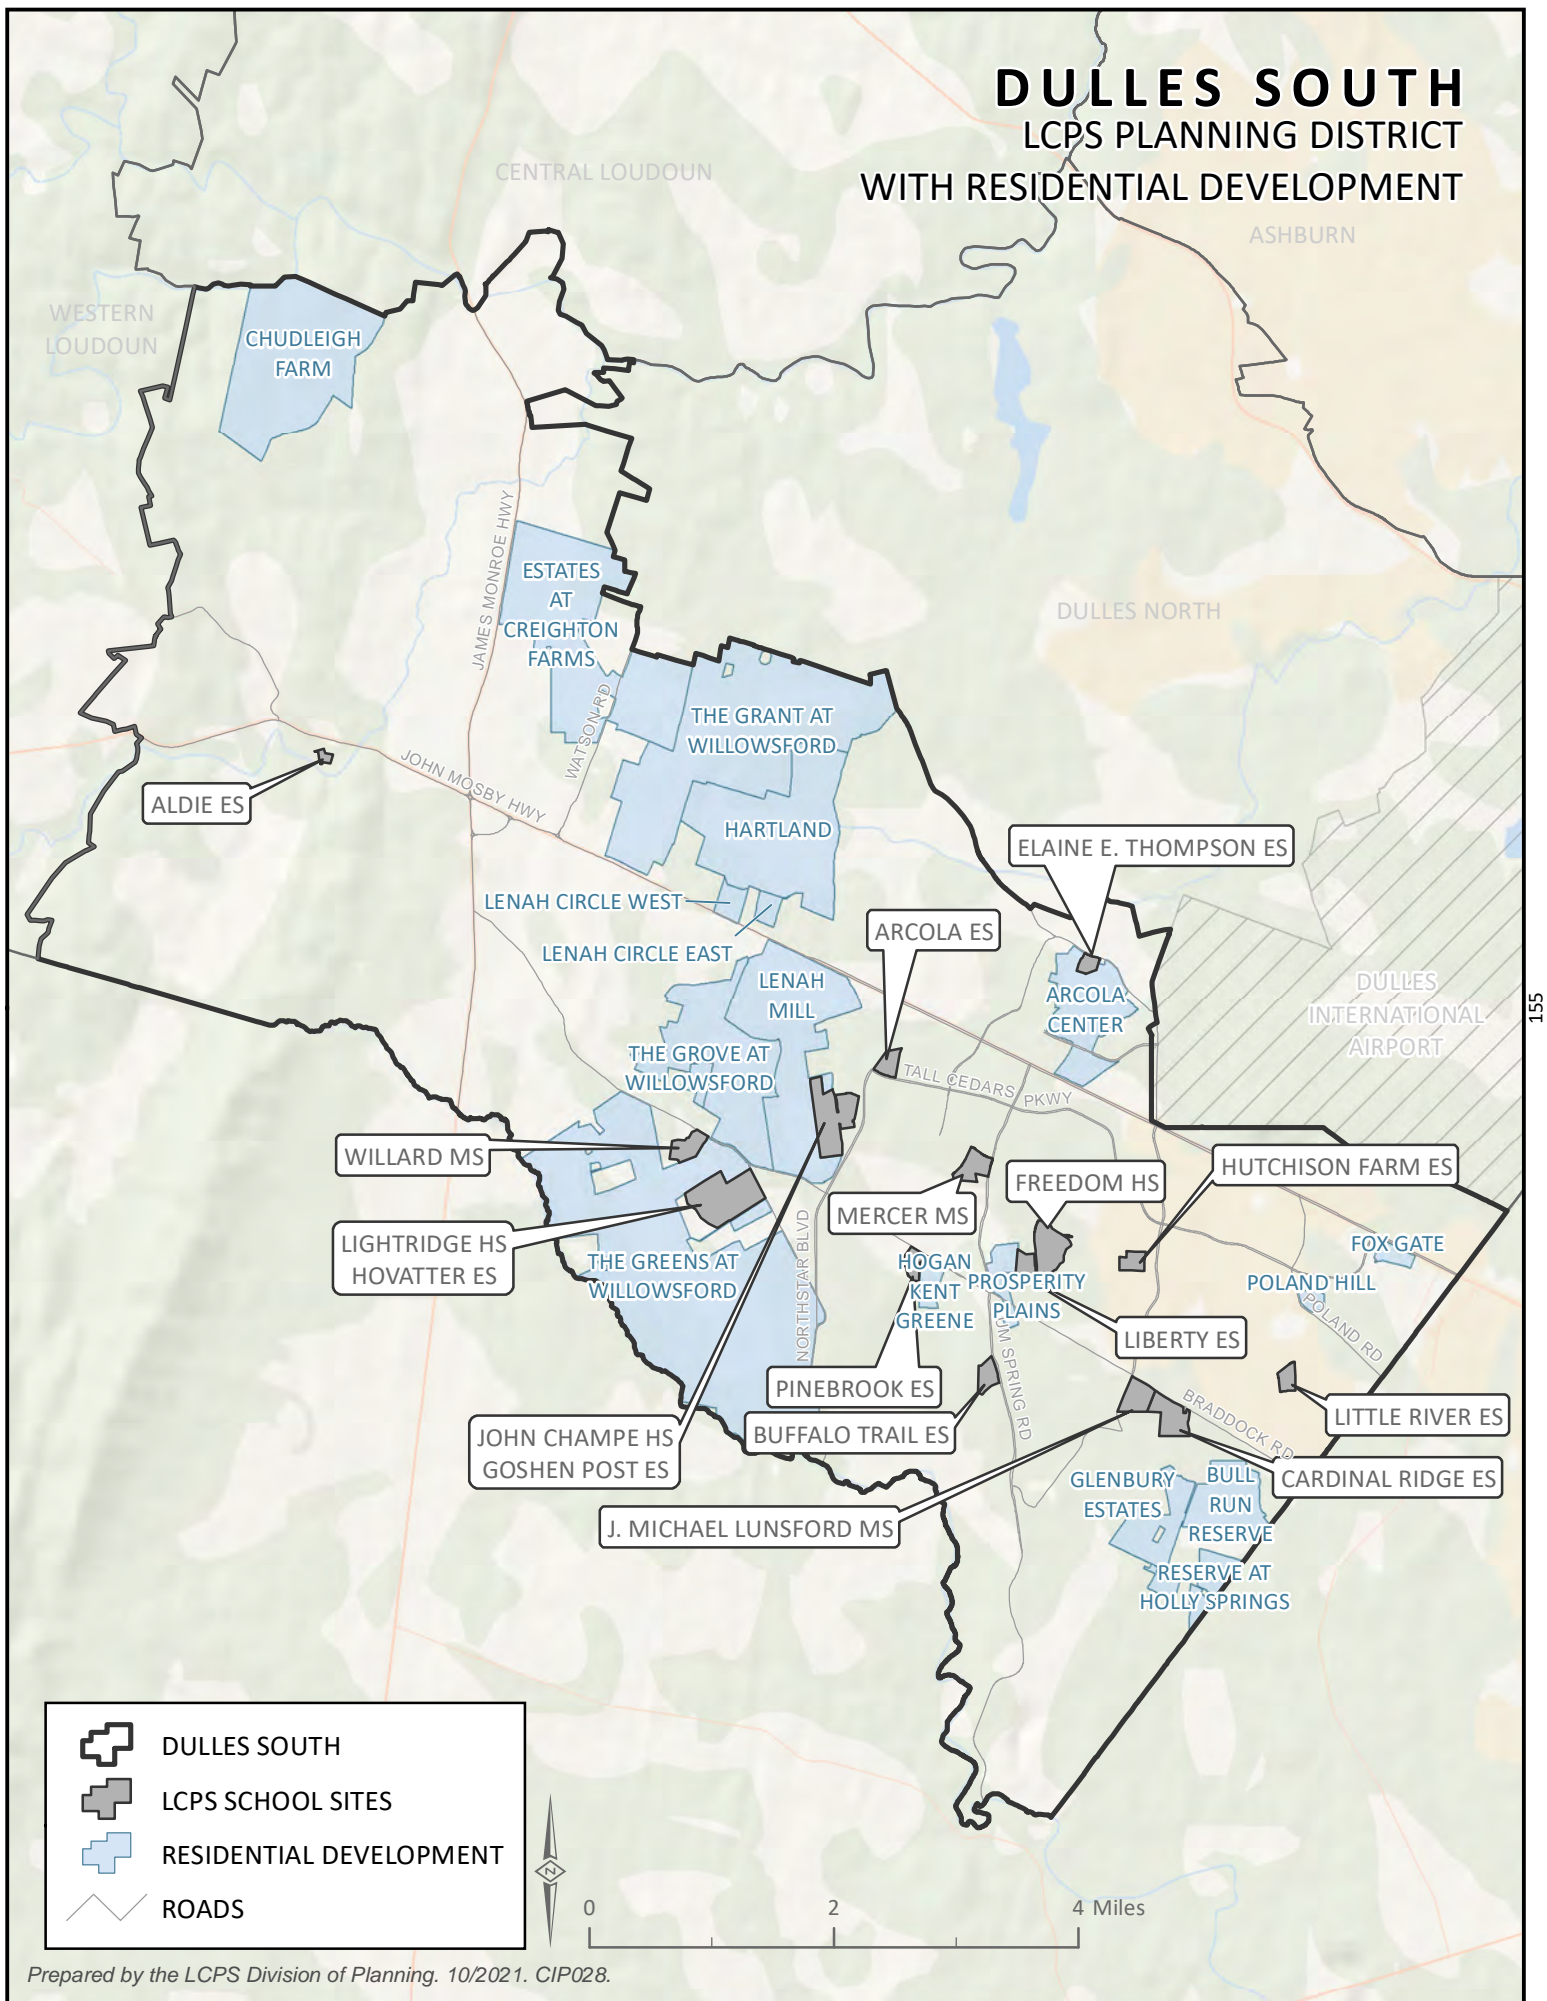 DULLES SOUTH
LCPS PLANNING DISTRICT
WITH RESIDENTIAL DEVELOPMENT
CENTRAL LOUDOUN
ASHBURN
WESTERN
LOUDOUN
CHUDLEIGH
FARM
JAMES MONROE HWY
ESTATES
AT
CREIGHTON
FARMS
DULLES NORTH
WATSON RD
THE GRANT AT
WILLOWSFORD
JOHN MOSBY HWY
ALDIE ES
HARTLAND
ELAINE E. THOMPSON ES
LENAH CIRCLE WEST
ARCOLA ES
LENAH CIRCLE EAST
LENAH
MILL
ARCOLA
CENTER
DULLES
INTERNATIONAL
AIRPORT
155
THE GROVE AT
WILLOWSFORD
TALL CEDARS PKWY
WILLARD MS
HUTCHISON FARM ES
FREEDOM HS
MERCER MS
LIGHTRIDGE HS
HOVATTER ES
THE GREENS AT
WILLOWSFORD
NORTHSTAR BLVD
HOGAN
KENT
GREENE
PROSPERITY
PLAINS
FOX GATE
POLAND HILL
POLAND RD
UM SPRING RD
LIBERTY ES
PINEBROOK ES
BUFFALO TRAIL ES
BRADDOCK RD
LITTLE RIVER ES
JOHN CHAMPE HS
GOSHEN POST ES
CARDINAL RIDGE ES
GLENBURY
ESTATES
BULL
RUN
RESERVE
J. MICHAEL LUNSFORD MS
RESERVE AT
HOLLY SPRINGS
DULLES SOUTH
LCPS SCHOOL SITES
RESIDENTIAL DEVELOPMENT
ROADS
N
0 2 4 Miles
Prepared by the LCPS Division of Planning. 10/2021. CIP028.